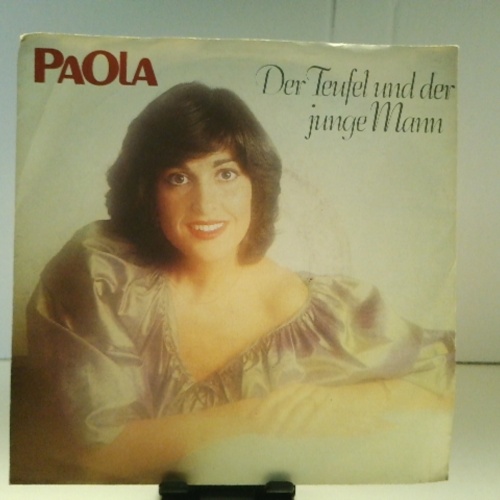 PAOLA
Der Teufel und der
junge Mann